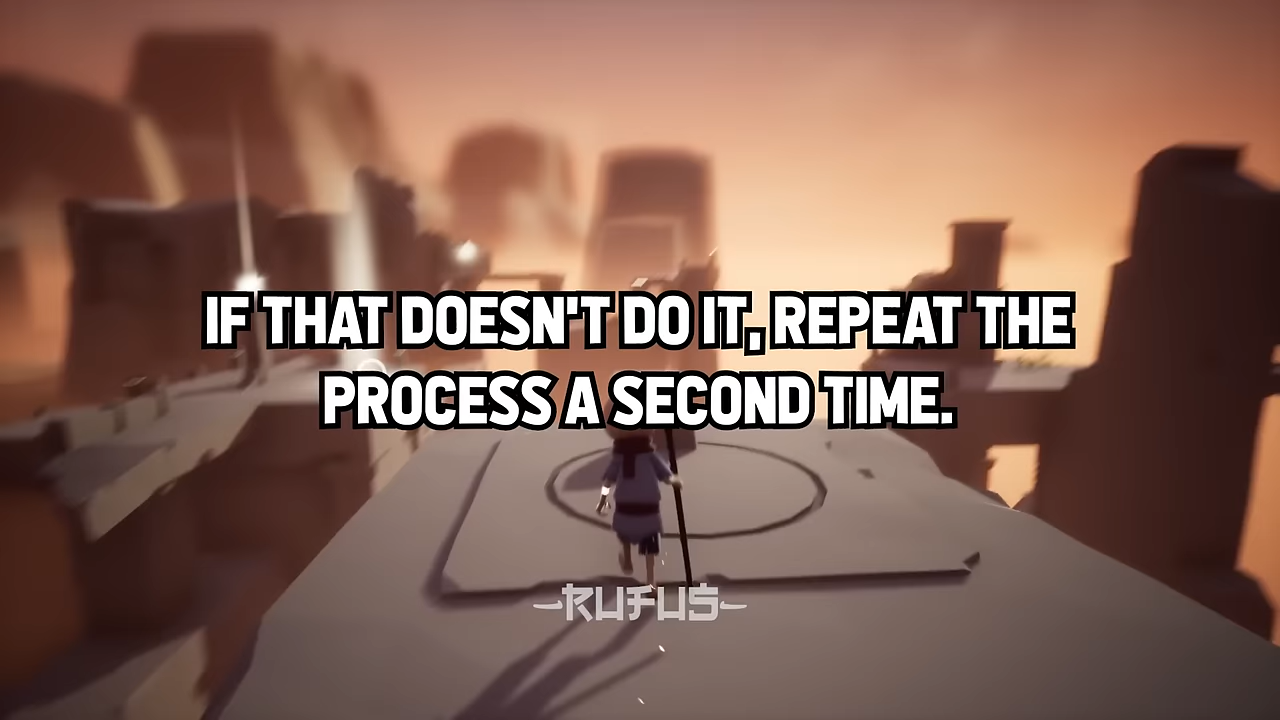 IF THAT DOESN'T DO IT, REPEAT THE
PROCESS A SECOND TIME.
RUFUS